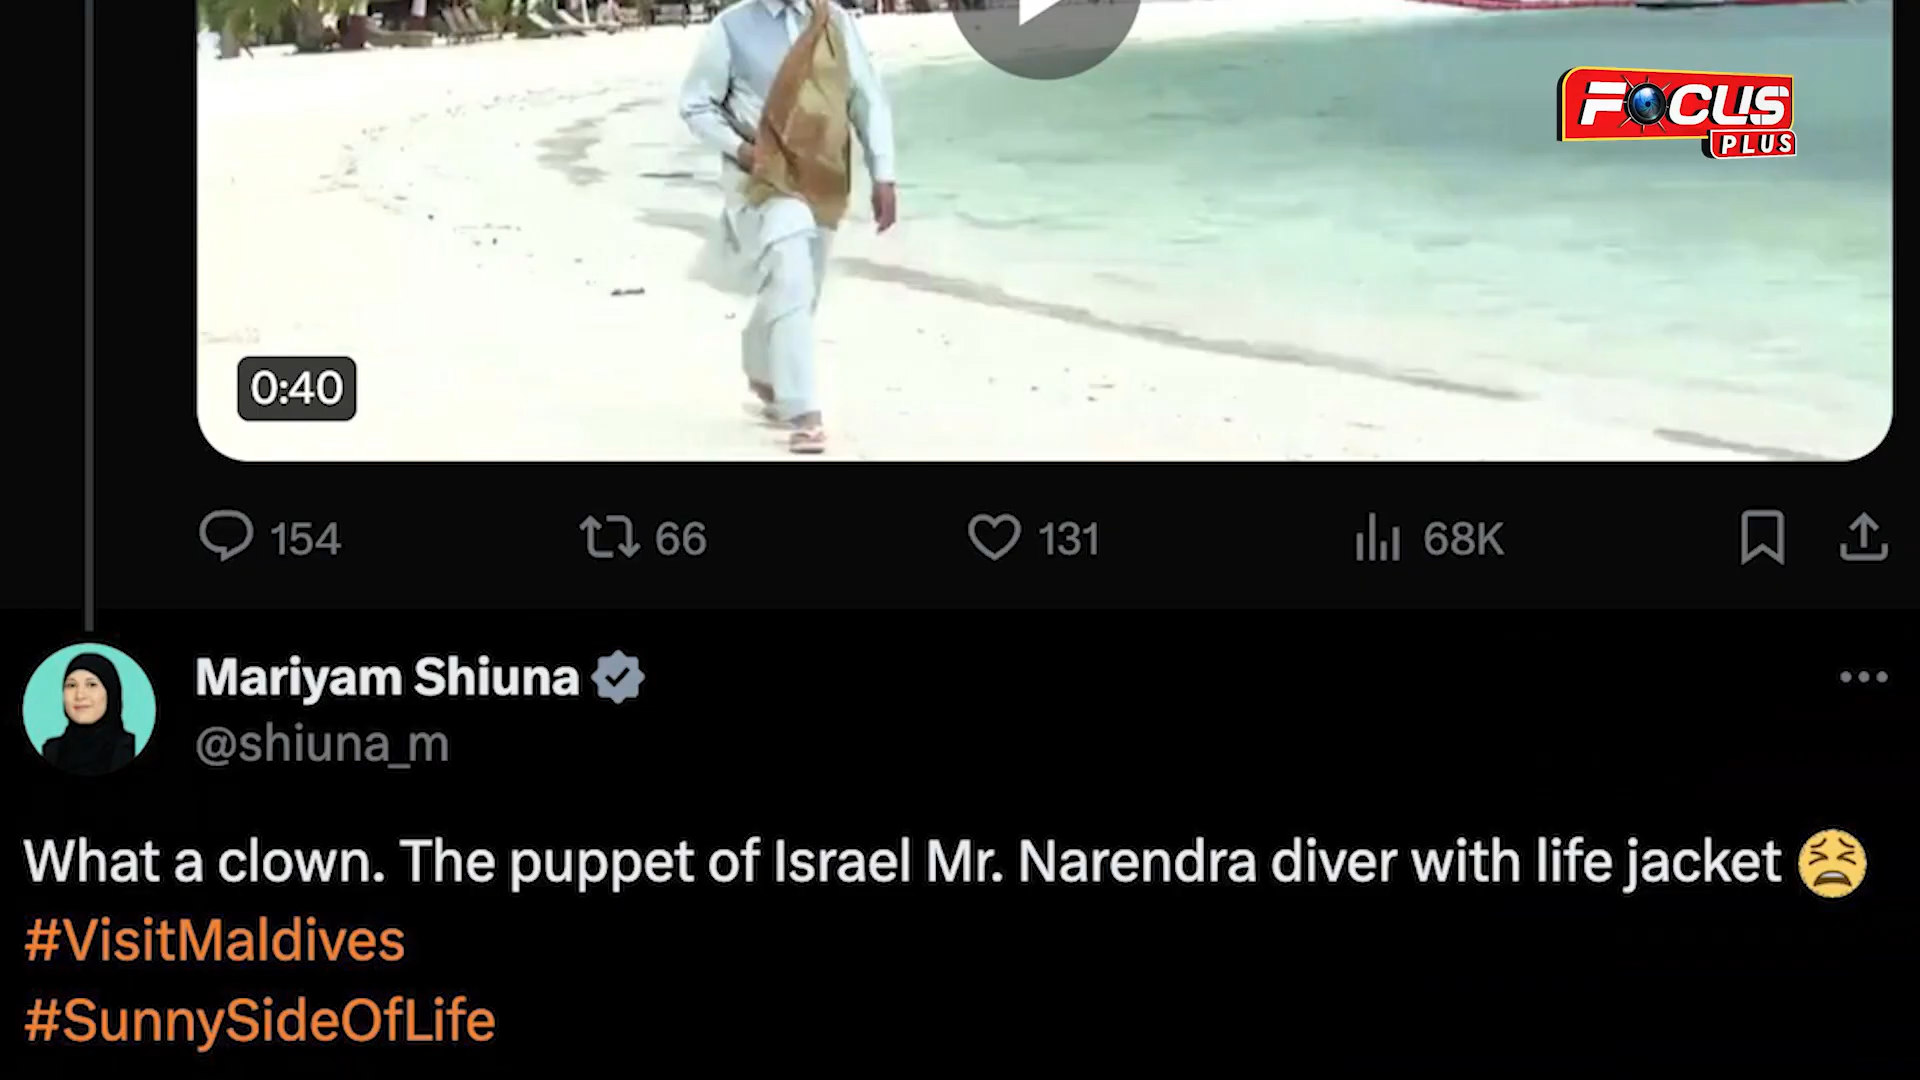 FOCUS
PLUS
0:40
154 66 131 68K
Mariyam Shiuna
@shiuna_m
What a clown. The puppet of Israel Mr. Narendra diver with life jacket 😫
#VisitMaldives
#SunnySideOfLife